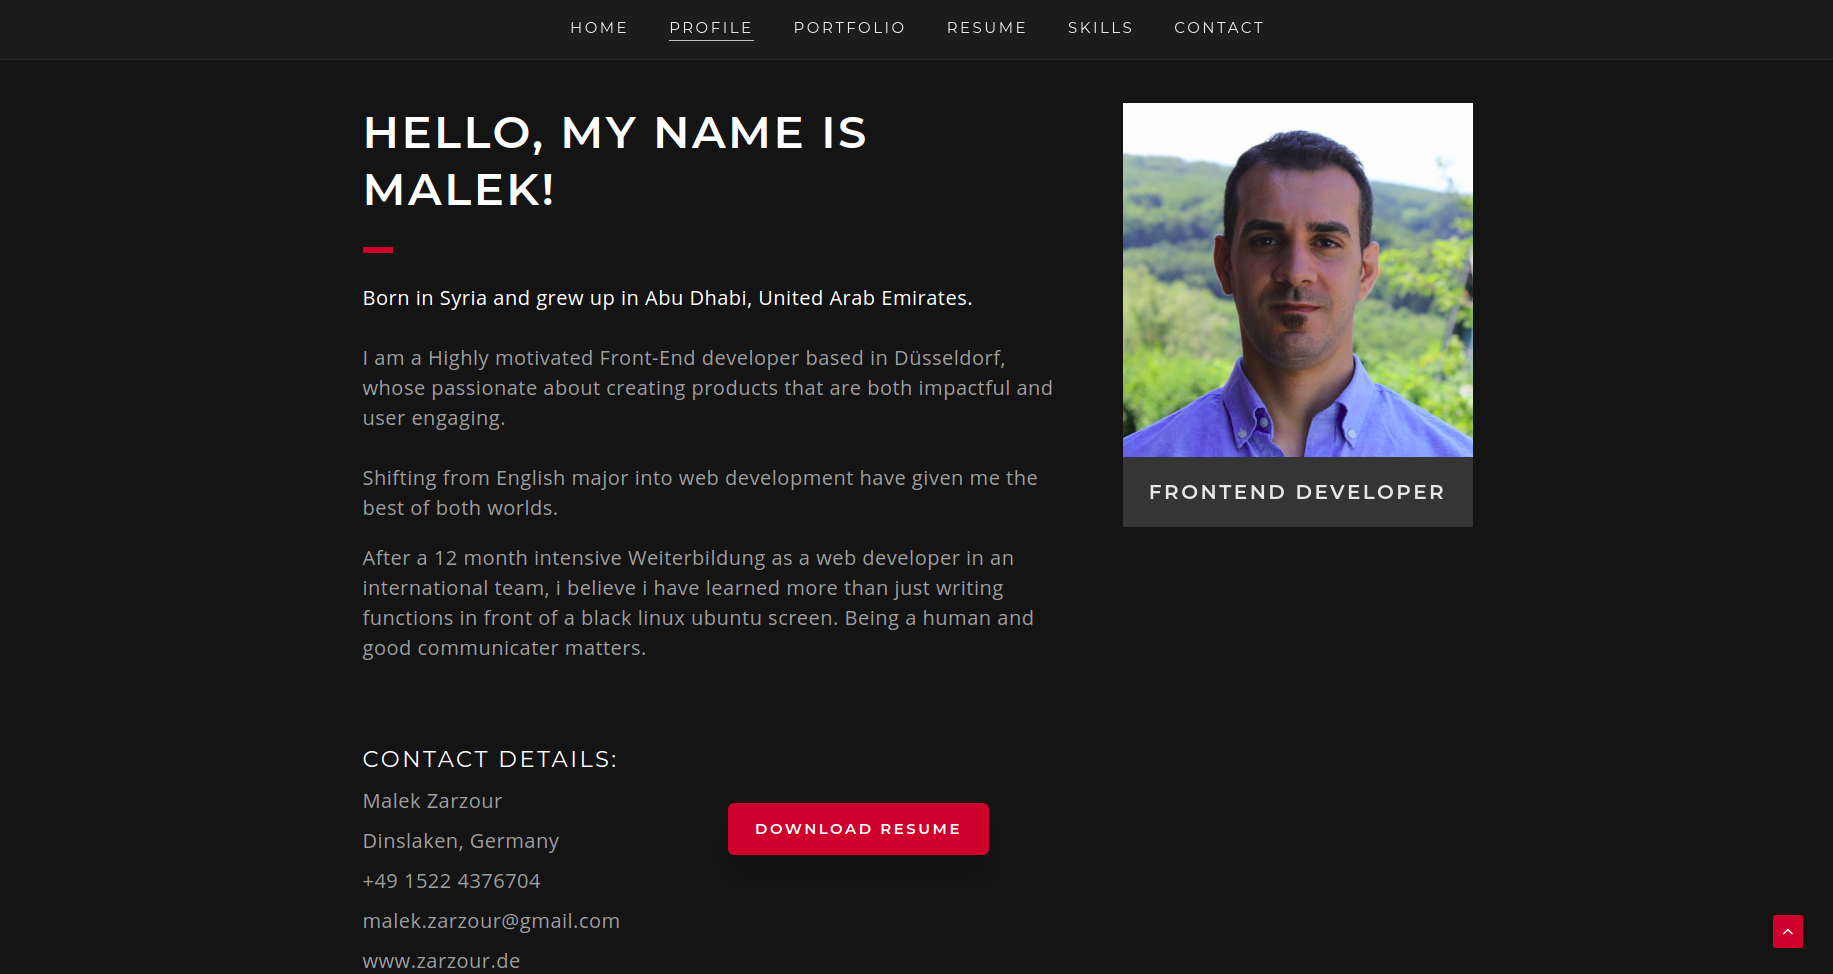 HOME PROFILE PORTFOLIO RESUME SKILLS CONTACT
HELLO, MY NAME IS
MALEK!
Born in Syria and grew up in Abu Dhabi, United Arab Emirates.
I am a Highly motivated Front-End developer based in Düsseldorf,
whose passionate about creating products that are both impactful and
user engaging.
Shifting from English major into web development have given me the
best of both worlds.
After a 12 month intensive Weiterbildung as a web developer in an
international team, i believe i have learned more than just writing
functions in front of a black linux ubuntu screen. Being a human and
good communicater matters.
FRONTEND DEVELOPER
CONTACT DETAILS:
Malek Zarzour
Dinslaken, Germany
+49 1522 4376704
malek.zarzour@gmail.com
www.zarzour.de
DOWNLOAD RESUME